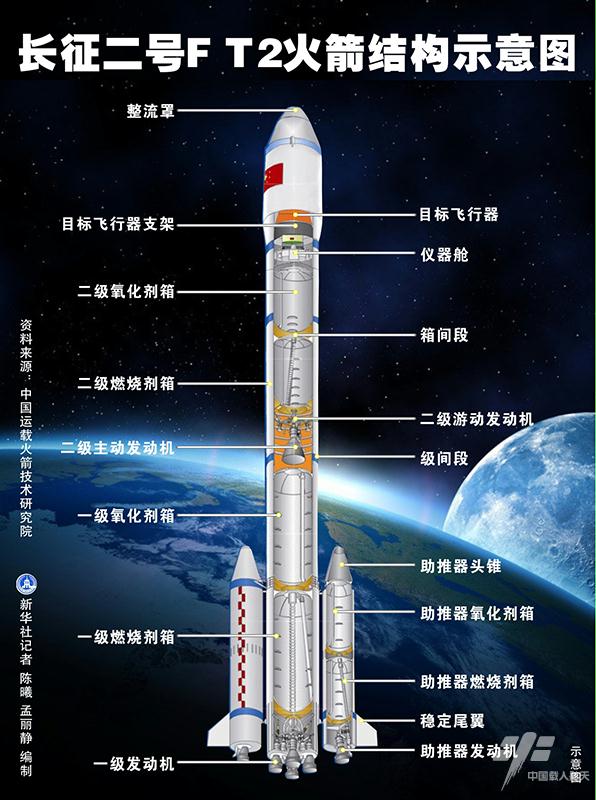 长征二号F T2火箭结构示意图
整流罩
目标飞行器
目标飞行器支架
仪器舱
二级氧化剂箱
箱间段
二级燃烧剂箱
二级游动发动机
二级主动发动机
级间段
一级氧化剂箱
助推器头锥
助推器氧化剂箱
一级燃烧剂箱
助推器燃烧剂箱
稳定尾翼
助推器发动机
一级发动机
资料来源：中国运载火箭技术研究院
新华社记者 陈曦 孟丽静 编制
示意图
中国载人航天